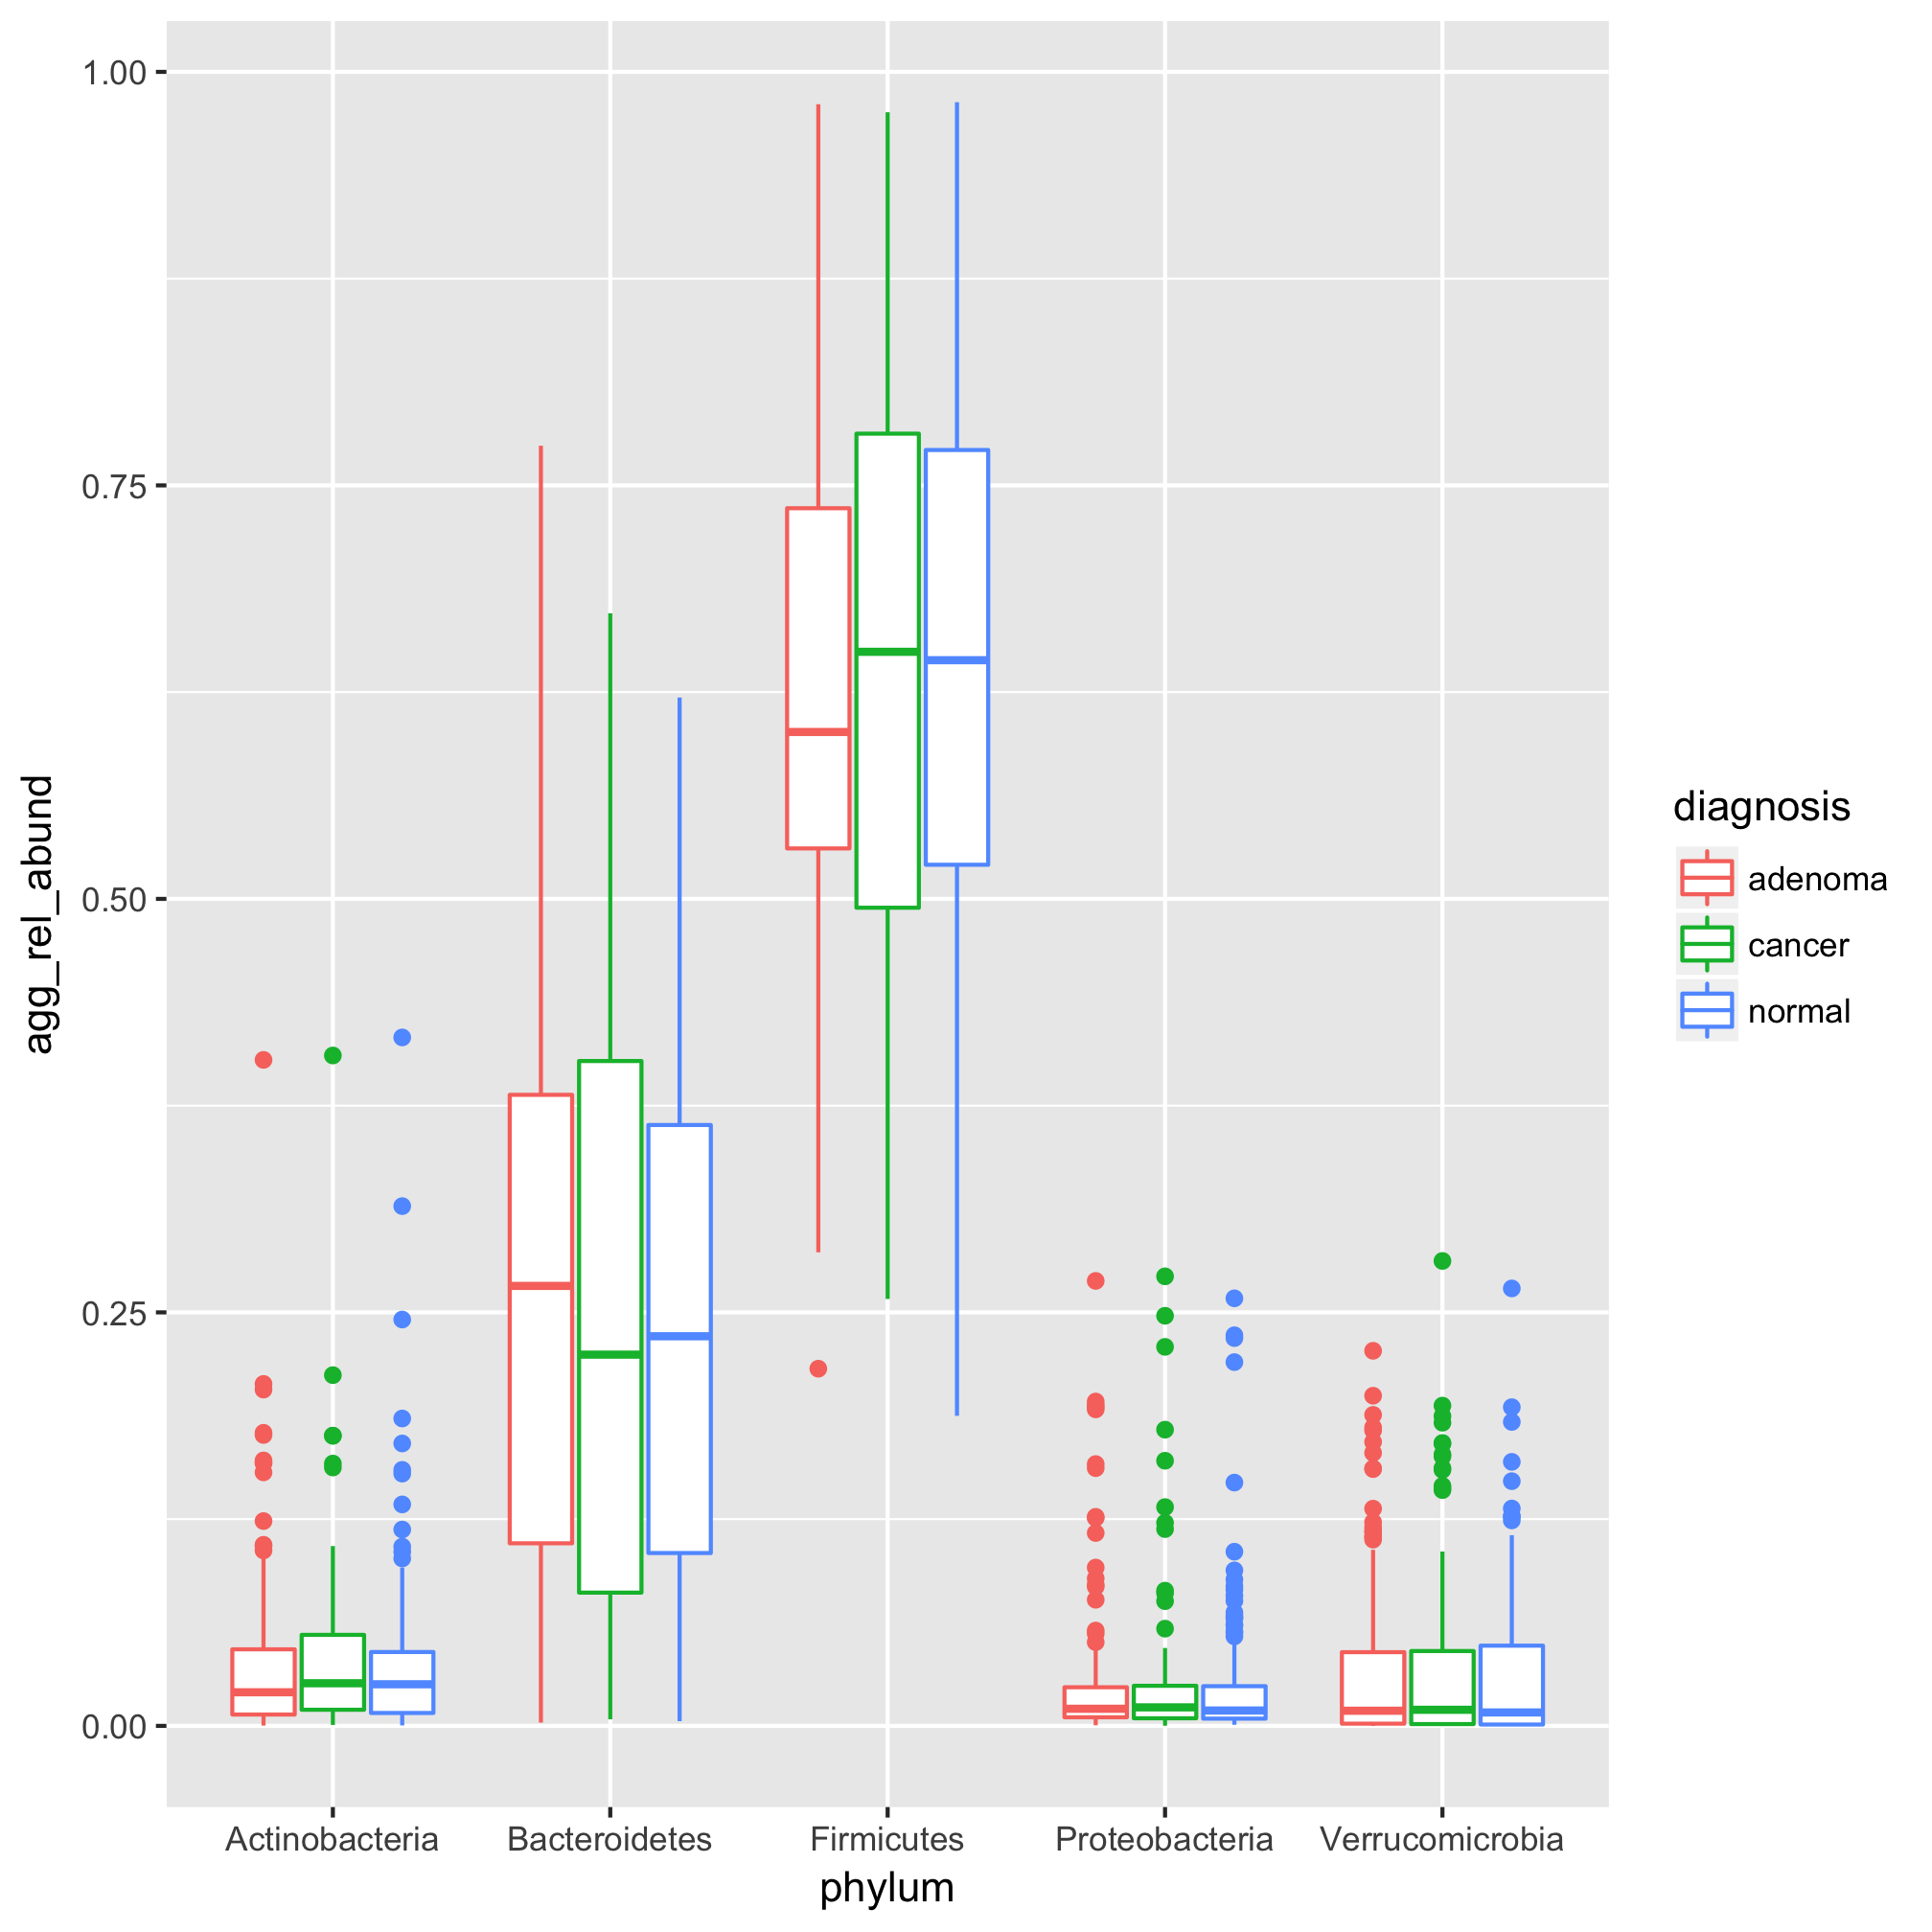 agg_rel_abund
1.00
0.75
0.50
0.25
0.00
Actinobacteria Bacteroidetes Firmicutes Proteobacteria Verrucomicrobia
phylum
diagnosis
adenoma
cancer
normal